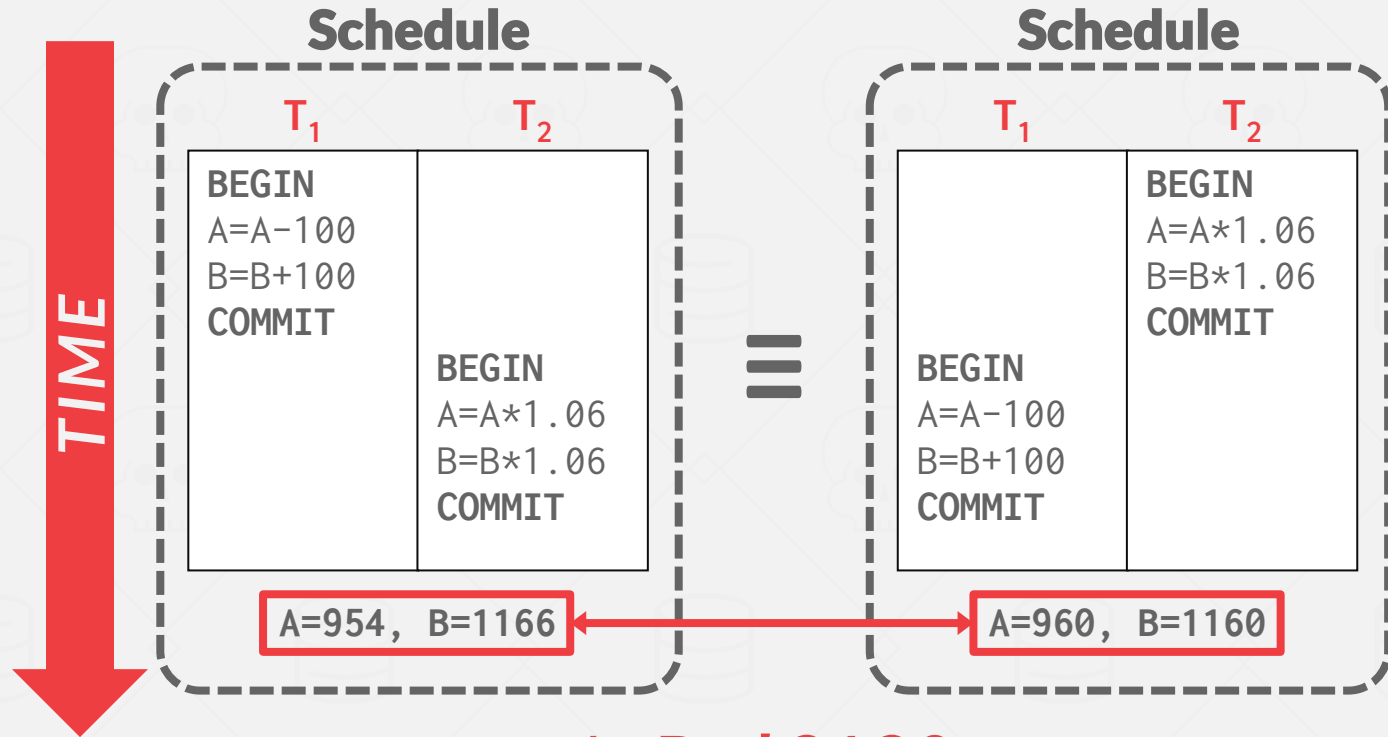 Schedule
T1 T2
BEGIN
A=A-100
B=B+100
COMMIT
BEGIN
A=A*1.06
B=B*1.06
COMMIT
A=954, B=1166
TIME
≡
Schedule
T1 T2
BEGIN
A=A*1.06
B=B*1.06
COMMIT
BEGIN
A=A-100
B=B+100
COMMIT
A=960, B=1160